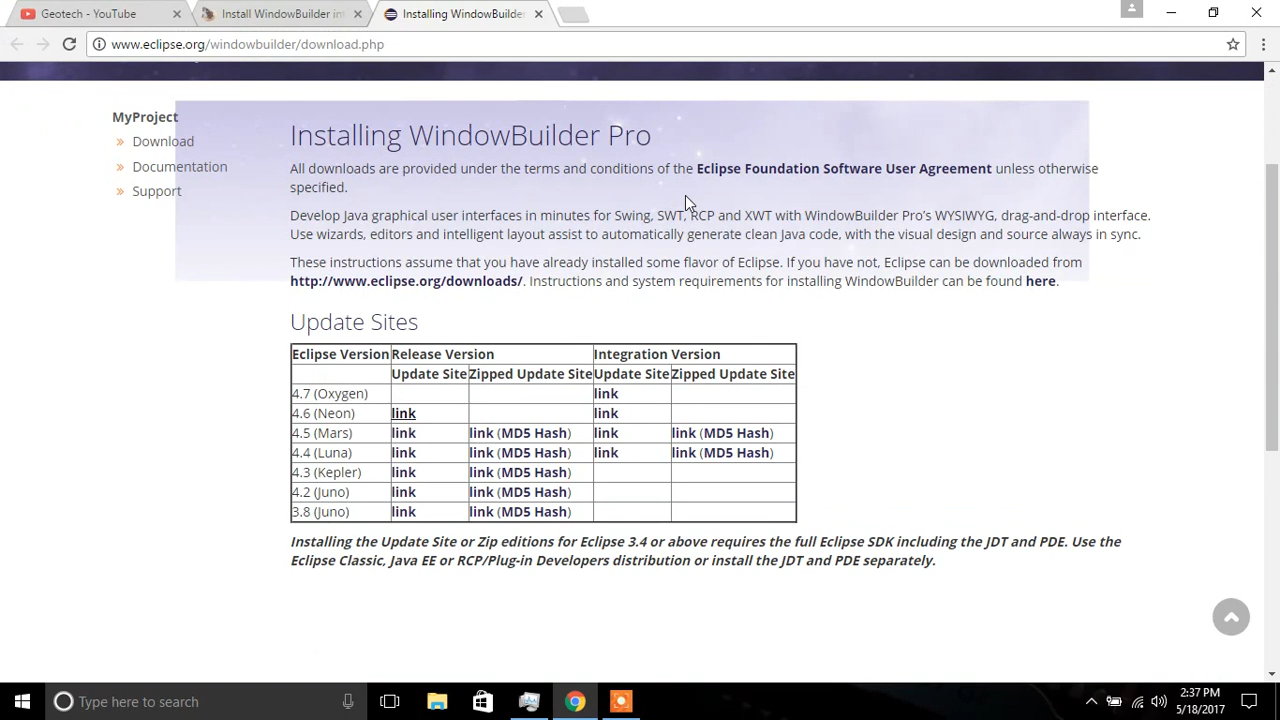 Geotech - YouTube
Install WindowBuilder in
Installing WindowBuilder
www.eclipse.org/windowbuilder/download.php
MyProject
Download
Documentation
Support
Installing WindowBuilder Pro
All downloads are provided under the terms and conditions of the Eclipse Foundation Software User Agreement unless otherwise
specified.
Develop Java graphical user interfaces in minutes for Swing, SWT, RCP and XWT with WindowBuilder Pro's WYSIWYG, drag-and-drop interface.
Use wizards, editors and intelligent layout assist to automatically generate clean Java code, with the visual design and source always in sync.
These instructions assume that you have already installed some flavor of Eclipse. If you have not, Eclipse can be downloaded from
http://www.eclipse.org/downloads/. Instructions and system requirements for installing WindowBuilder can be found here.
Update Sites
Eclipse Version Release Version Integration Version
Update Site Zipped Update Site Update Site Zipped Update Site
4.7 (Oxygen) link
4.6 (Neon) link link
4.5 (Mars) link link (MD5 Hash) link link (MD5 Hash)
4.4 (Luna) link link (MD5 Hash) link link (MD5 Hash)
4.3 (Kepler) link link (MD5 Hash)
4.2 (Juno) link link (MD5 Hash)
3.8 (Juno) link link (MD5 Hash)
Installing the Update Site or Zip editions for Eclipse 3.4 or above requires the full Eclipse SDK including the JDT and PDE. Use the
Eclipse Classic, Java EE or RCP/Plug-in Developers distribution or install the JDT and PDE separately.
Type here to search
2:37 PM
5/18/2017